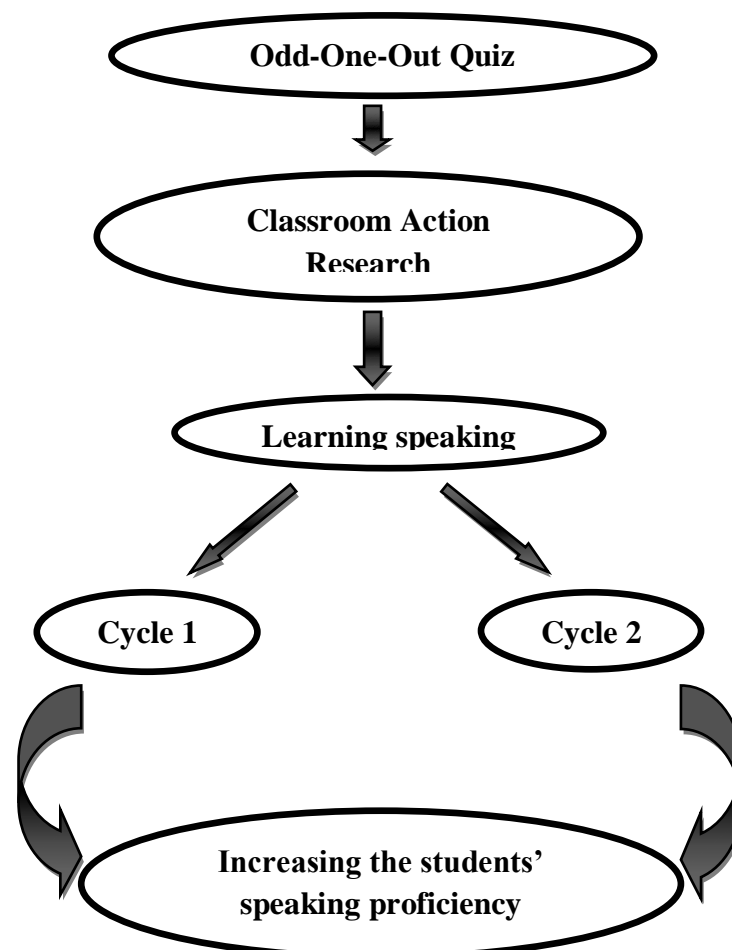 Odd-One-Out Quiz
Classroom Action
Research
Learning speaking
Cycle 1
Cycle 2
Increasing the students’
speaking proficiency